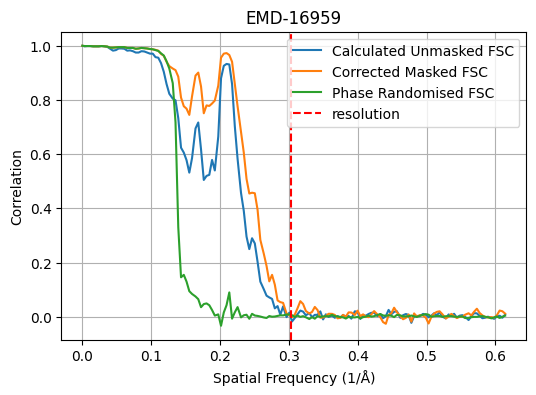 EMD-16959
Calculated Unmasked FSC
Corrected Masked FSC
Phase Randomised FSC
resolution
Correlation
1.0
0.8
0.6
0.4
0.2
0.0
0.0 0.1 0.2 0.3 0.4 0.5 0.6
Spatial Frequency (1/Å)